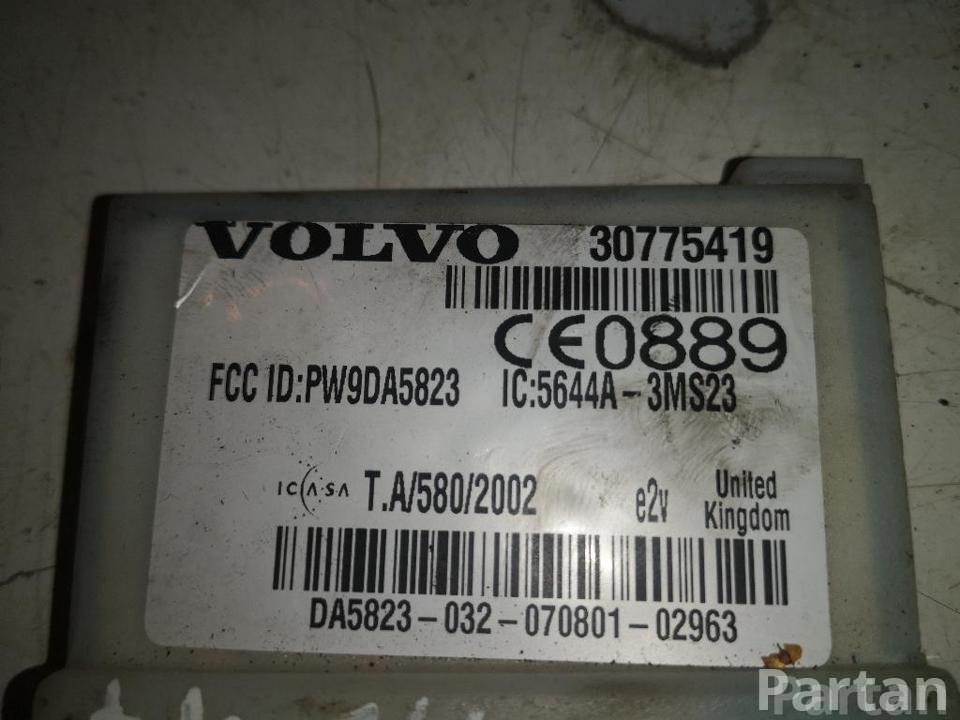 VOLVO 30775419
CE0889
FCC ID:PW9DA5823 IC:5644A-3MS23
ICASA T.A/580/2002 e2v United Kingdom
DA5823-032-070801-02963
Partan